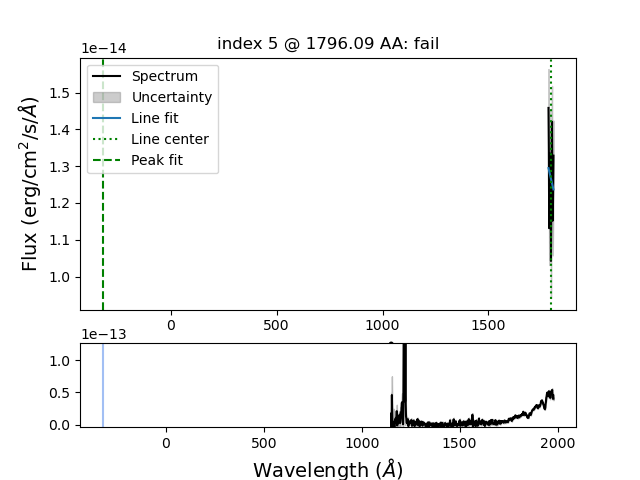 index 5 @ 1796.09 AA: fail
1e−14
Spectrum
Uncertainty
Line fit
Line center
Peak fit
Flux (erg/cm²/s/Å)
1.5
1.4
1.3
1.2
1.1
1.0
0 500 1000 1500
1e−13
1.0
0.5
0.0
0 500 1000 1500 2000
Wavelength (Å)